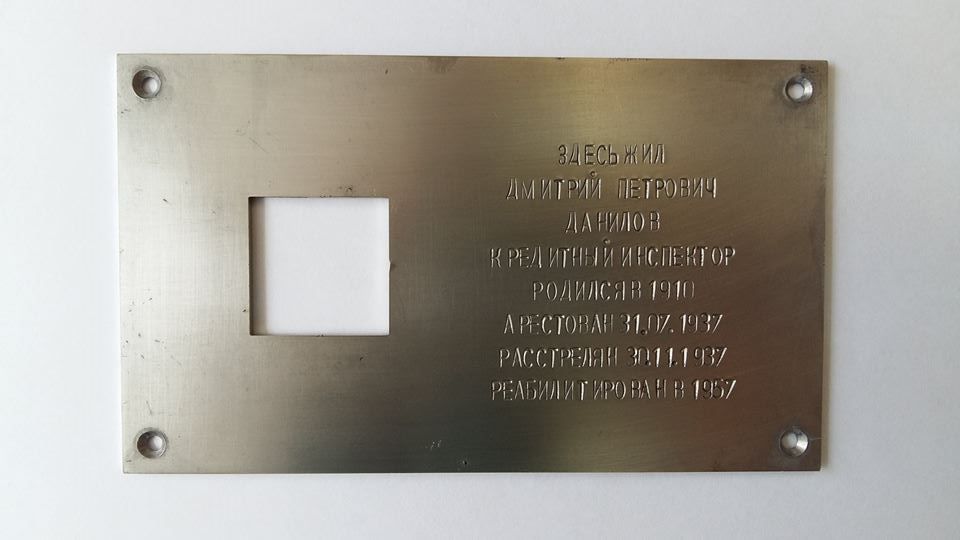 ЗДЕСЬ ЖИЛ
ДМИТРИЙ ПЕТРОВИЧ
ДАНИЛОВ
КРЕДИТНЫЙ ИНСПЕКТОР
РОДИЛСЯ В 1910
АРЕСТОВАН 31.07.1937
РАССТРЕЛЯН 30.11.1937
РЕАБИЛИТИРОВАН В 1957